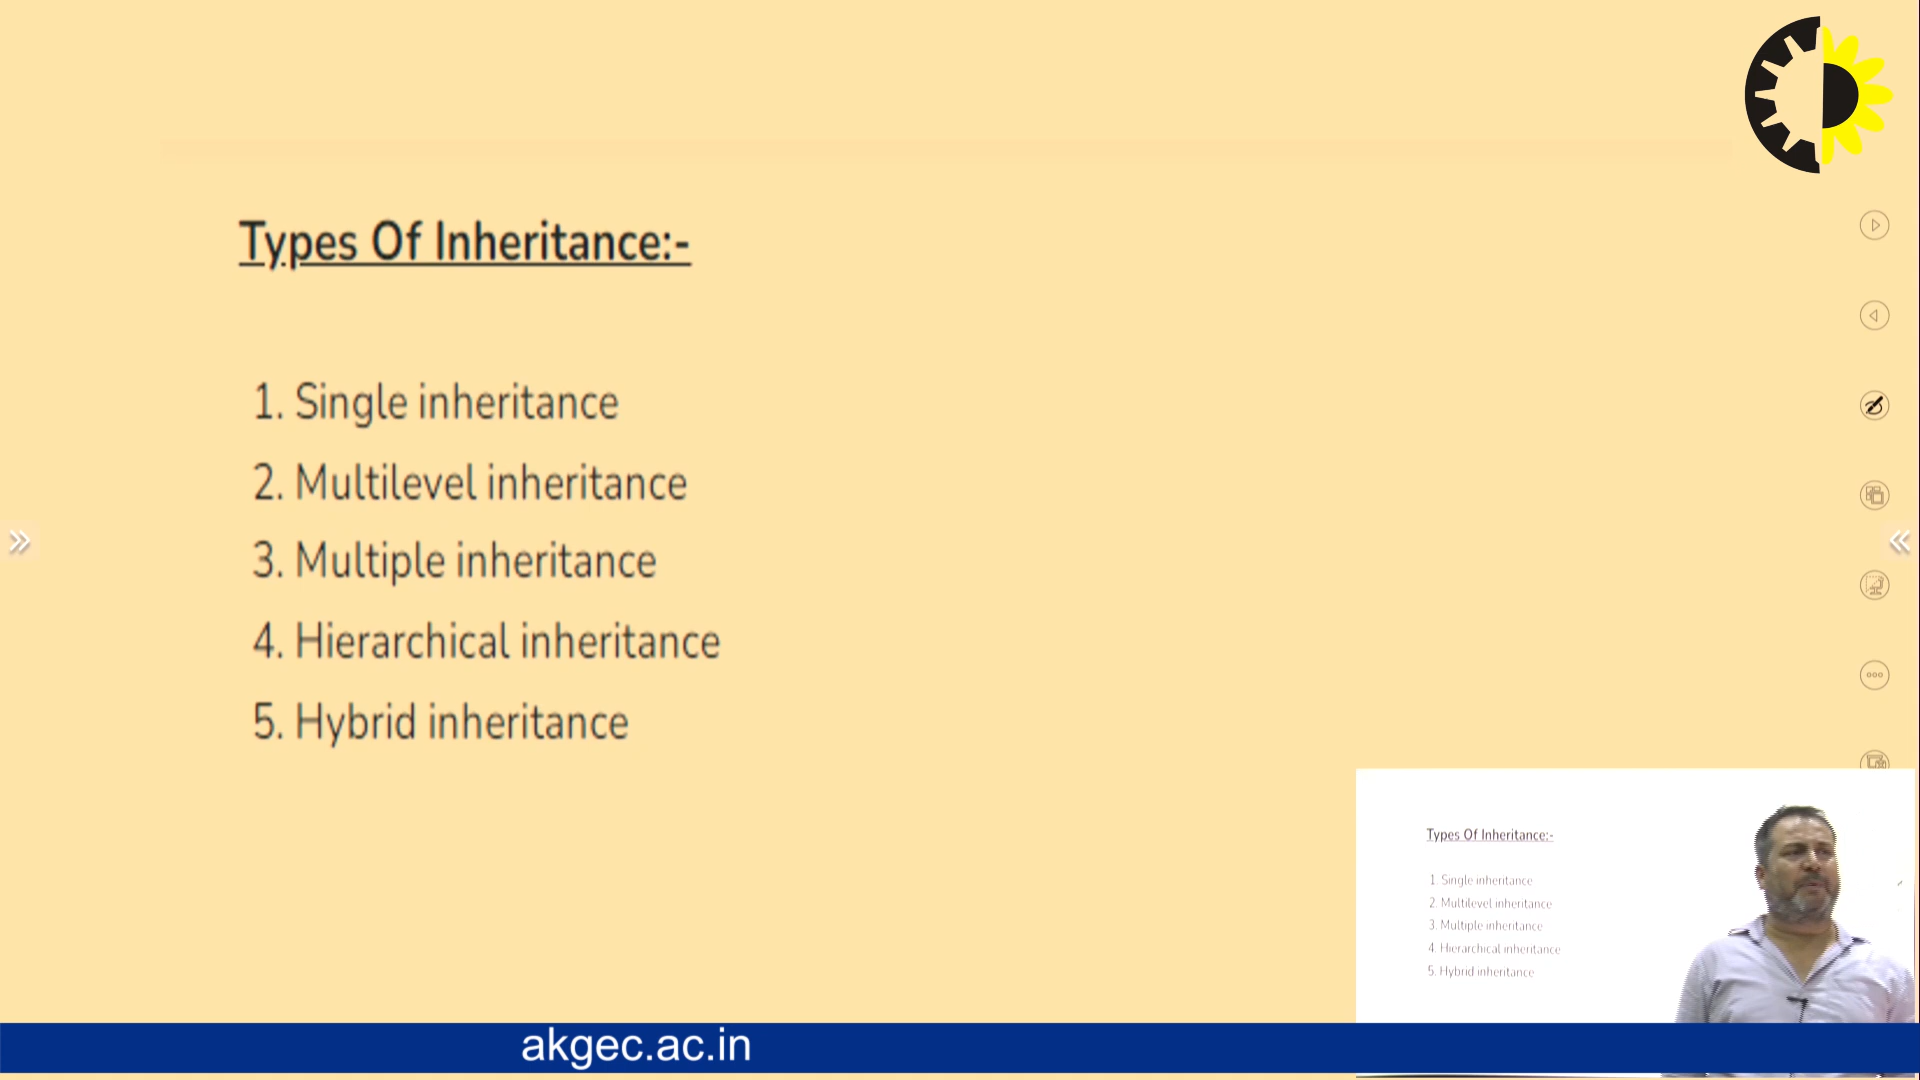 Types Of Inheritance:-
1. Single inheritance
2. Multilevel inheritance
3. Multiple inheritance
4. Hierarchical inheritance
5. Hybrid inheritance
Types Of Inheritance:-
1. Single inheritance
2. Multilevel inheritance
3. Multiple inheritance
4. Hierarchical inheritance
5. Hybrid inheritance
akgec.ac.in